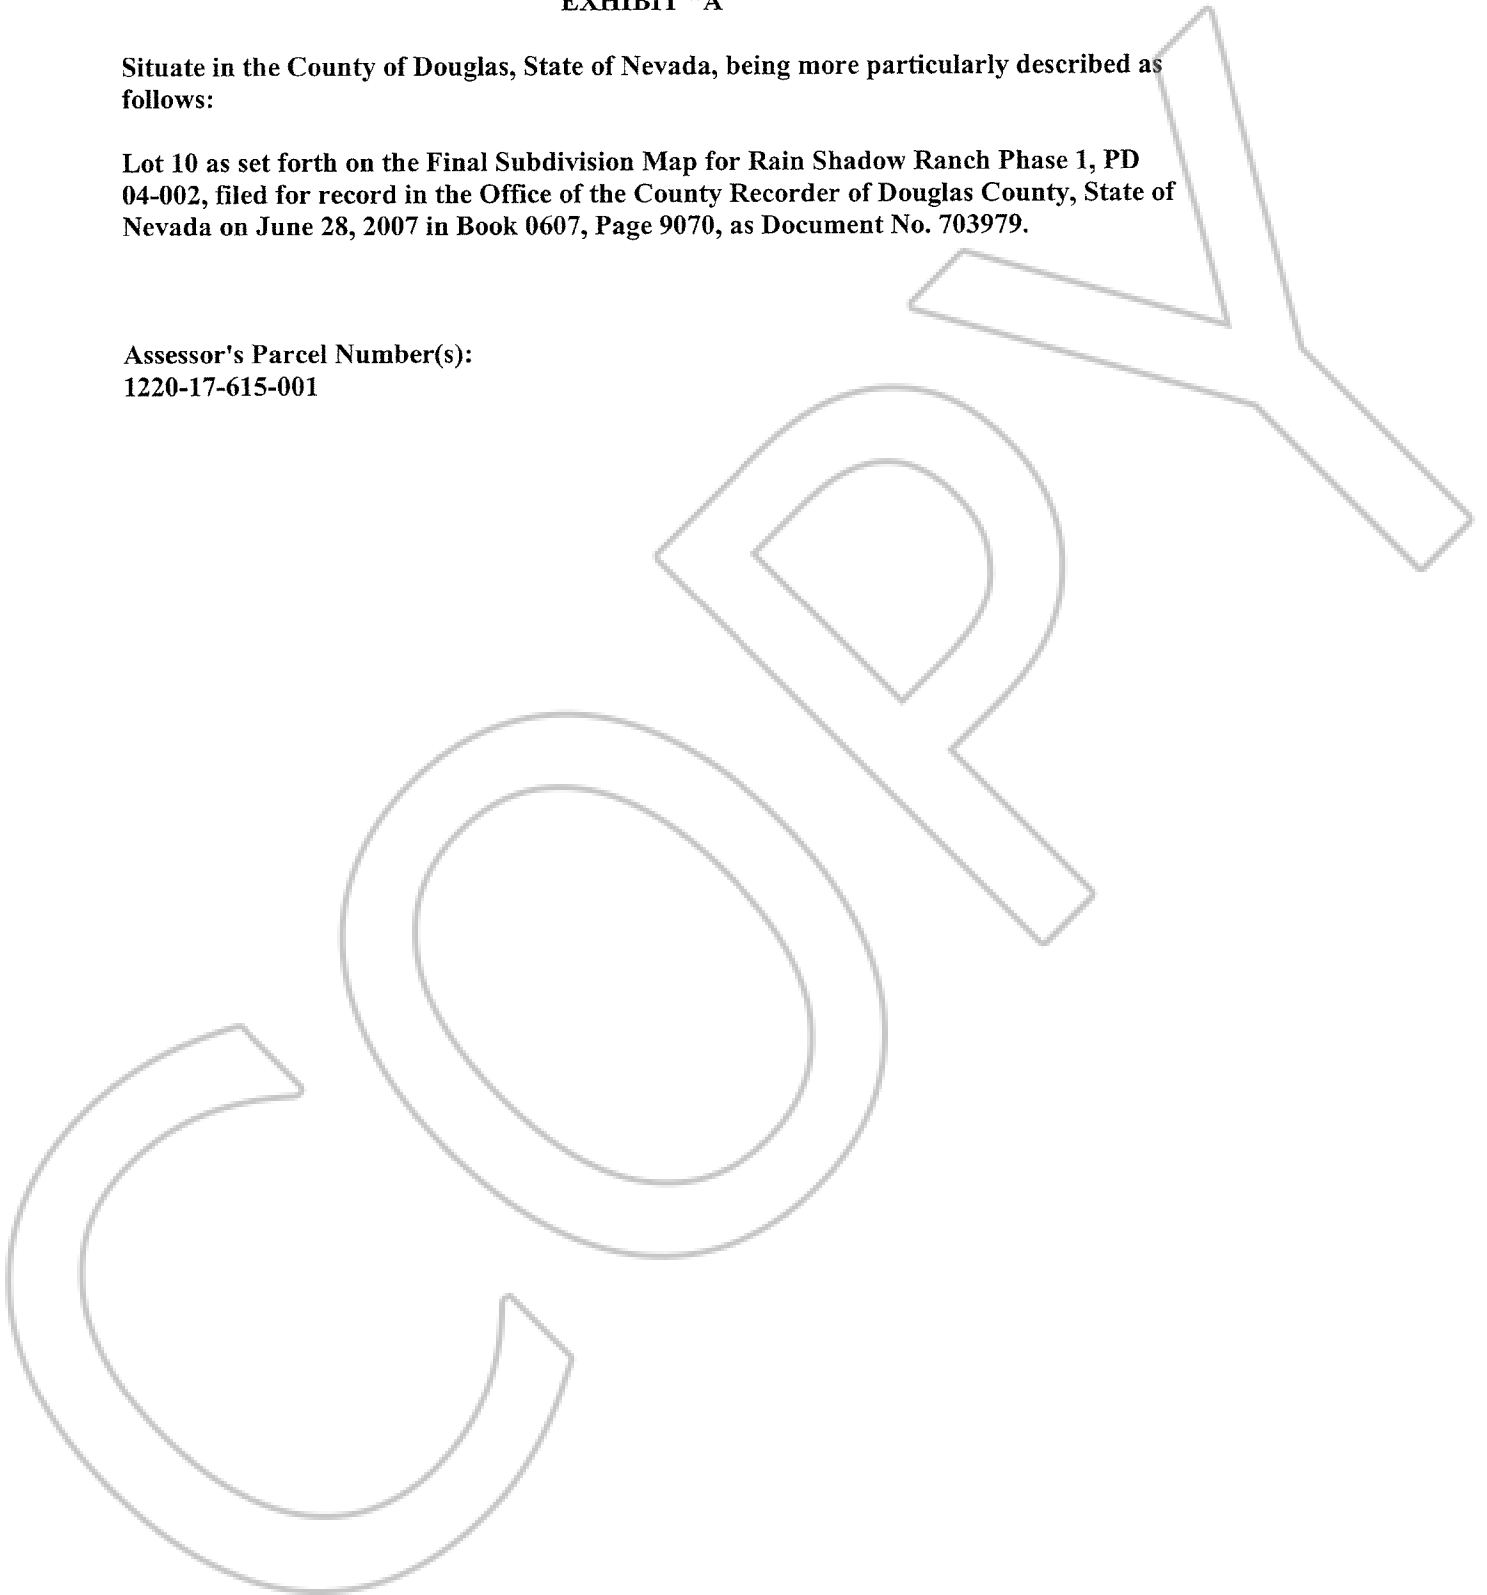 EXHIBIT "A
Situate in the County of Douglas, State of Nevada, being more particularly described as
follows:
Lot 10 as set forth on the Final Subdivision Map for Rain Shadow Ranch Phase 1, PD
04-002, filed for record in the Office of the County Recorder of Douglas County, State of
Nevada on June 28, 2007 in Book 0607, Page 9070, as Document No. 703979.
Assessor's Parcel Number(s):
1220-17-615-001
COPY